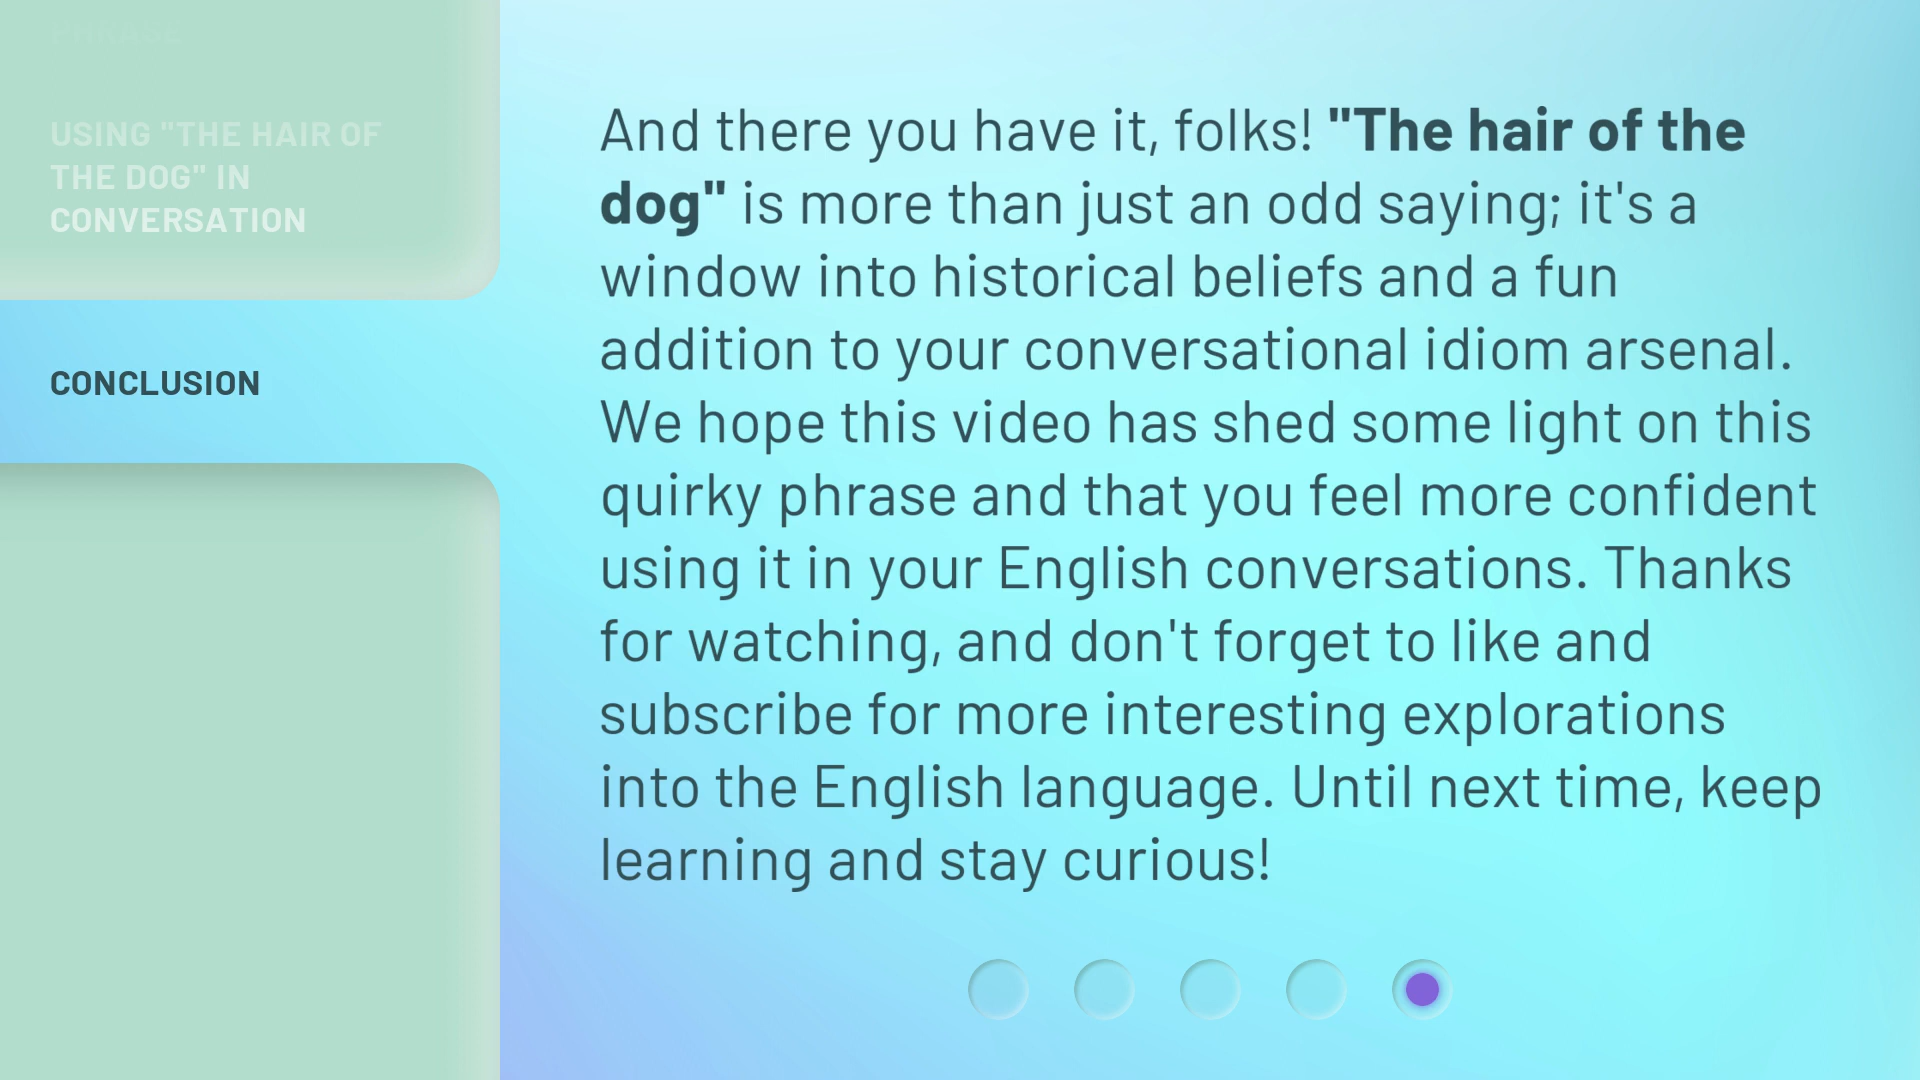 PHRASE
USING "THE HAIR OF
THE DOG" IN
CONVERSATION
CONCLUSION
And there you have it, folks! "The hair of the
dog" is more than just an odd saying; it's a
window into historical beliefs and a fun
addition to your conversational idiom arsenal.
We hope this video has shed some light on this
quirky phrase and that you feel more confident
using it in your English conversations. Thanks
for watching, and don't forget to like and
subscribe for more interesting explorations
into the English language. Until next time, keep
learning and stay curious!